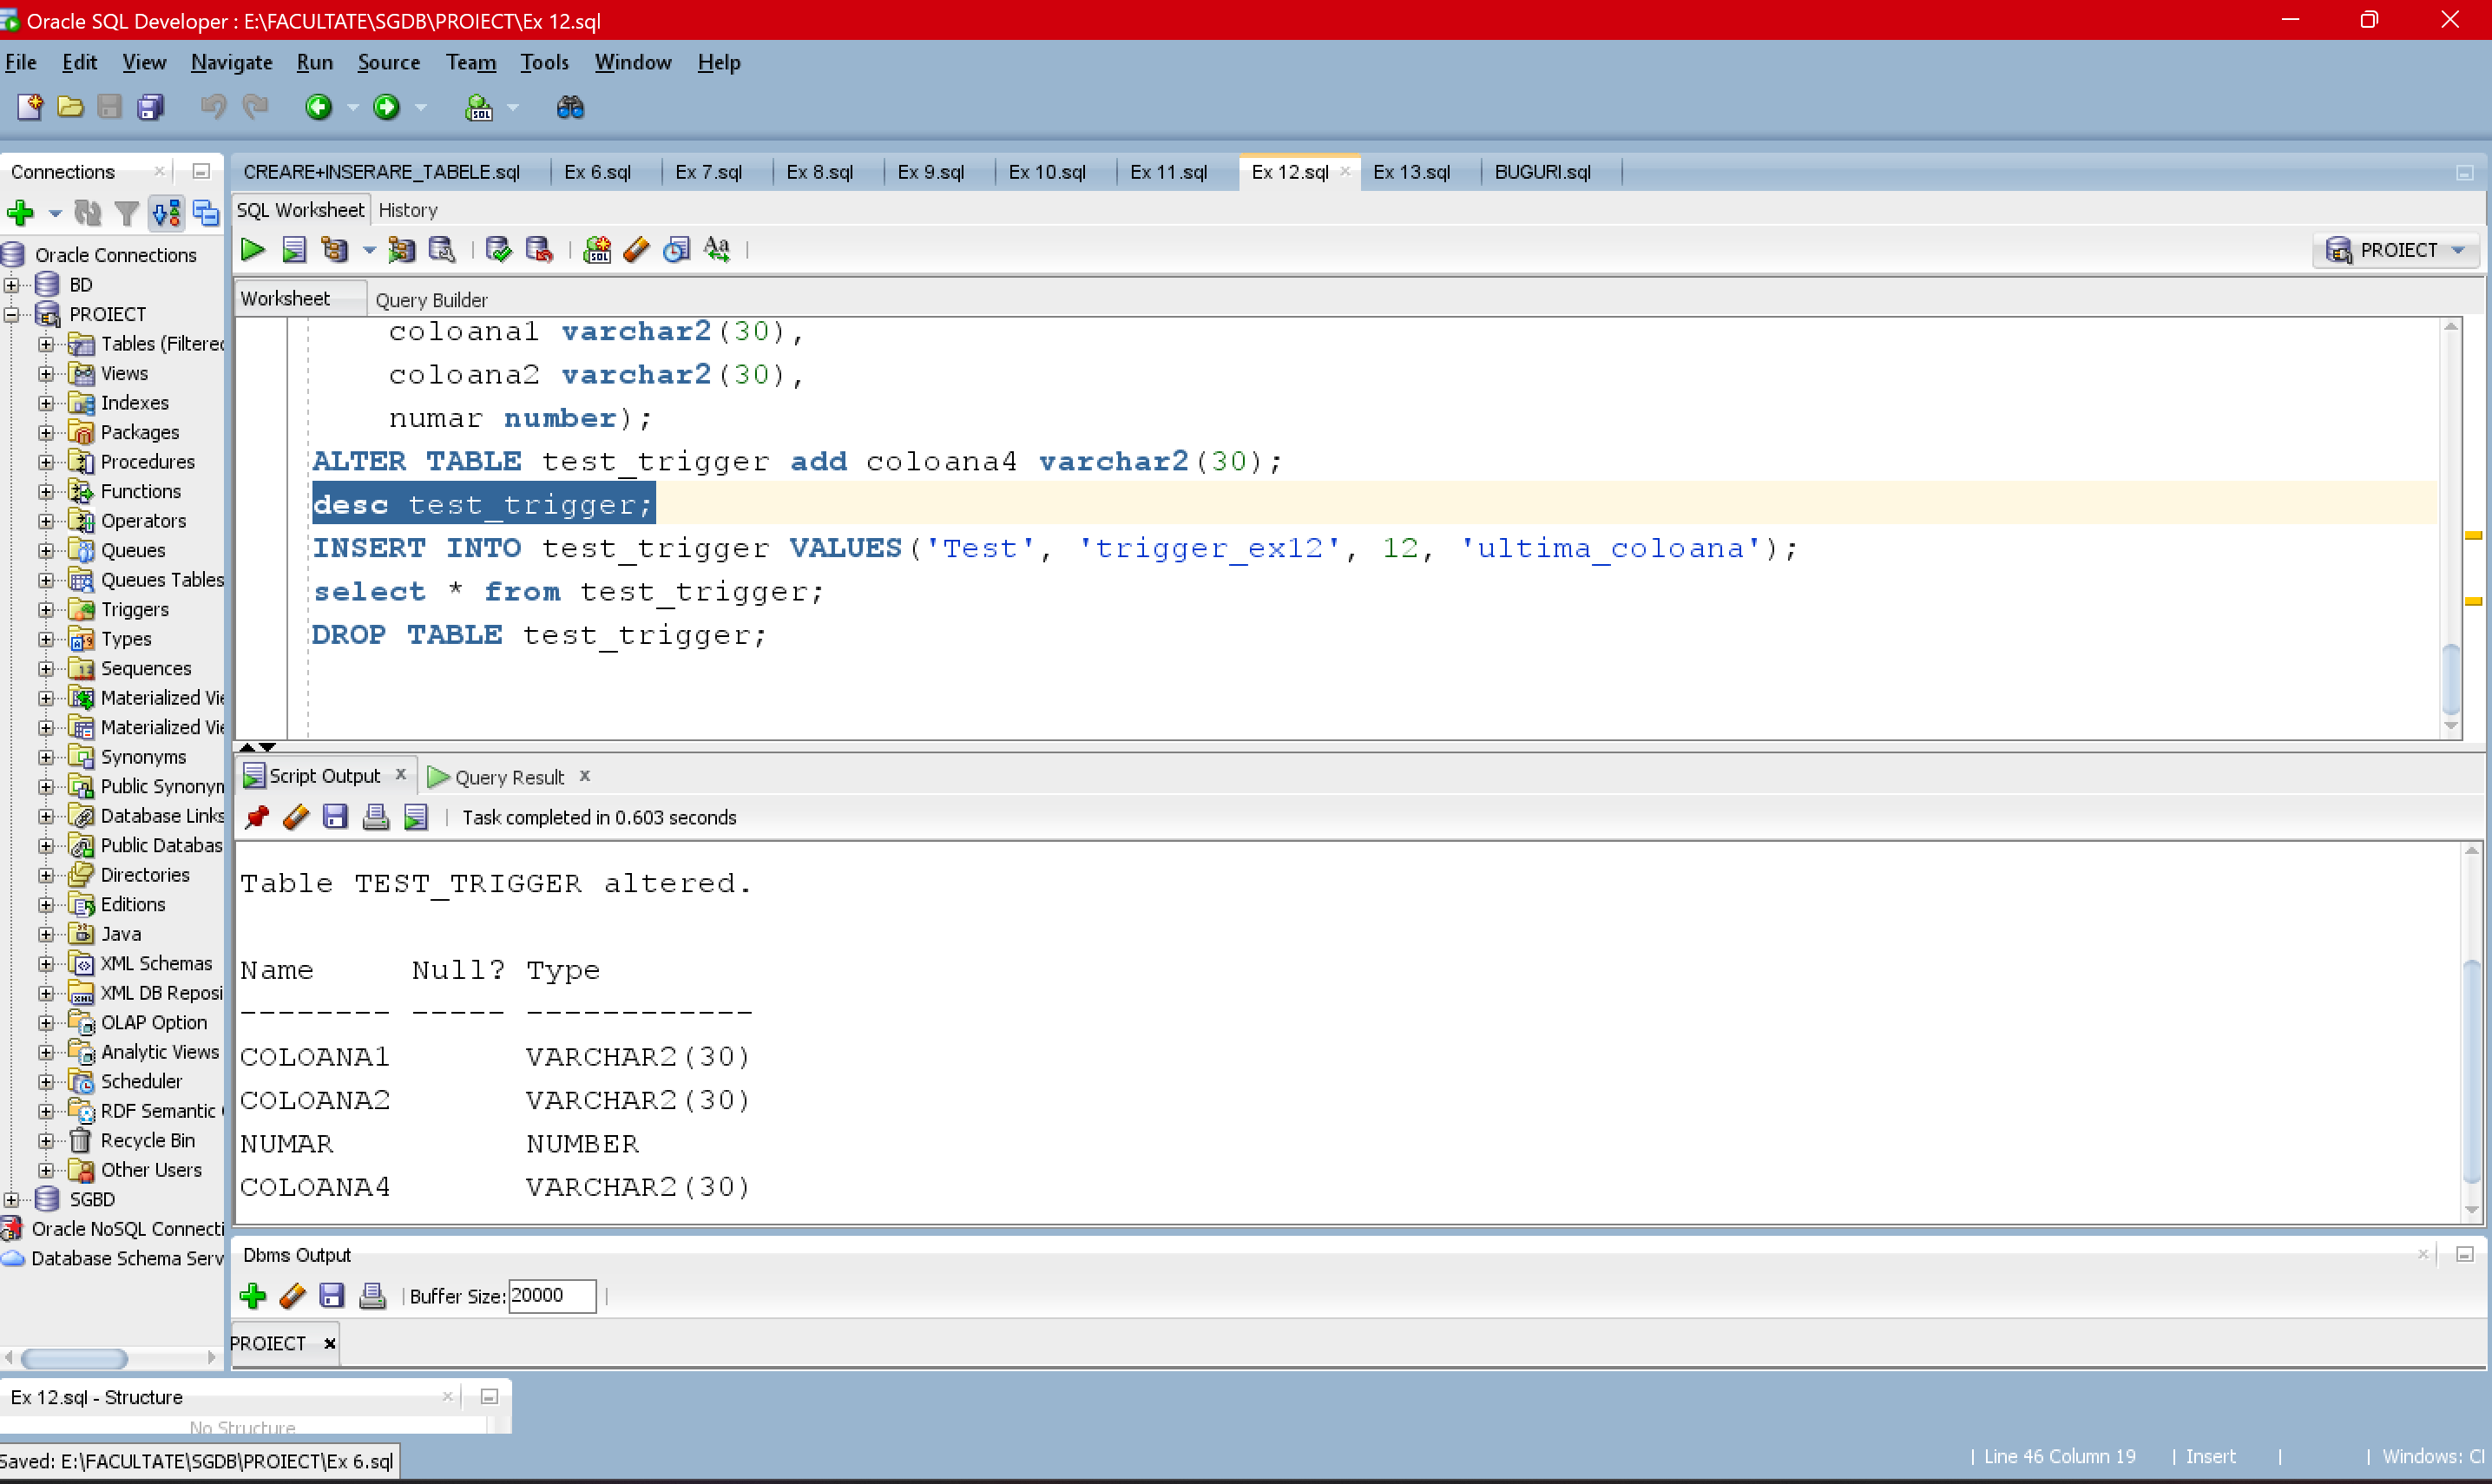 Oracle SQL Developer : E:\FACULTATE\SGDB\PROIECT\Ex 12.sql
File Edit View Navigate Run Source Team Tools Window Help
Connections
CREARE+INSERARE_TABELE.sql Ex 6.sql Ex 7.sql Ex 8.sql Ex 9.sql Ex 10.sql Ex 11.sql Ex 12.sql Ex 13.sql BUGURI.sql
SQL Worksheet History
PROIECT
Worksheet Query Builder
Oracle Connections
BD
PROIECT
Tables (Filtered
Views
Indexes
Packages
Procedures
Functions
Operators
Queues
Queues Tables
Triggers
Types
Sequences
Materialized Vie
Materialized Vie
Synonyms
Public Synonym
Database Links
Public Databas
Directories
Editions
Java
XML Schemas
XML DB Reposi
OLAP Option
Analytic Views
Scheduler
RDF Semantic
Recycle Bin
Other Users
SGBD
Oracle NoSQL Connecti
Database Schema Serv
coloana1 varchar2(30),
coloana2 varchar2(30),
numar number);
ALTER TABLE test_trigger add coloana4 varchar2(30);
desc test_trigger;
INSERT INTO test_trigger VALUES('Test', 'trigger_ex12', 12, 'ultima_coloana');
select * from test_trigger;
DROP TABLE test_trigger;
Script Output x Query Result x
Task completed in 0.603 seconds
Table TEST_TRIGGER altered.
Name Null? Type
-------- ----- ------------
COLOANA1 VARCHAR2(30)
COLOANA2 VARCHAR2(30)
NUMAR NUMBER
COLOANA4 VARCHAR2(30)
Dbms Output
Buffer Size: 20000
PROIECT
Ex 12.sql - Structure
No Structure
Saved: E:\FACULTATE\SGDB\PROIECT\Ex 6.sql
| Line 46 Column 19 | Insert | | Windows: Cl